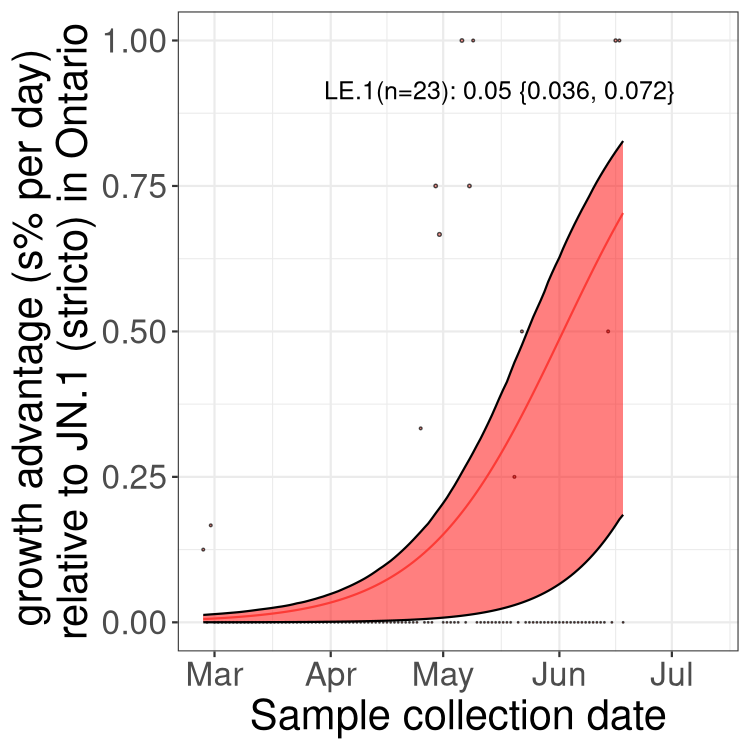 growth advantage (s% per day)
relative to JN.1 (stricto) in Ontario
1.00
0.75
0.50
0.25
0.00
LE.1(n=23): 0.05 {0.036, 0.072}
Mar Apr May Jun Jul
Sample collection date